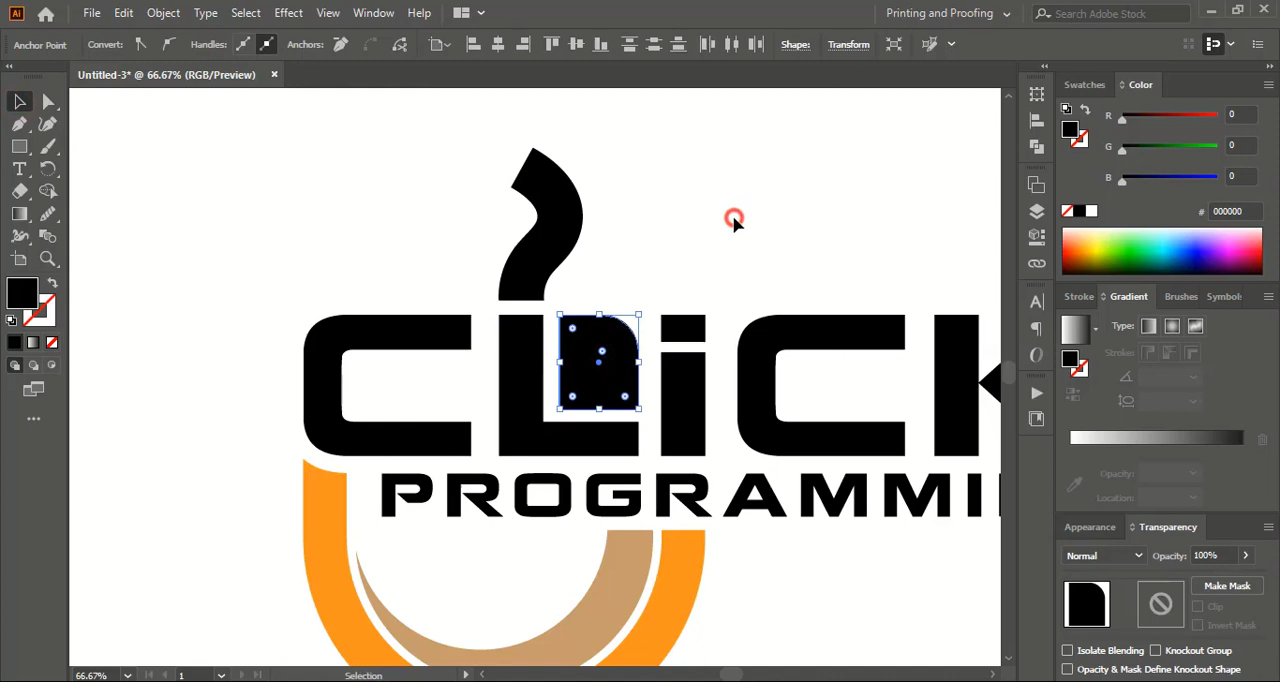 Ai File Edit Object Type Select Effect View Window Help Printing and Proofing Search Adobe Stock
Anchor Point Convert: Handles: Anchors: Shape: Transform
Untitled-3* @ 66.67% (RGB/Preview) ×
Swatches Color
R 0
G 0
B 0
# 000000
Stroke Gradient Brushes Symbols
Type:
Stroke:
Opacity:
Location:
Appearance Transparency
Normal Opacity: 100%
Make Mask
Clip
Invert Mask
Isolate Blending Knockout Group
Opacity & Mask Define Knockout Shape
CLiCK
PROGRAMMI
66.67% 1 Selection